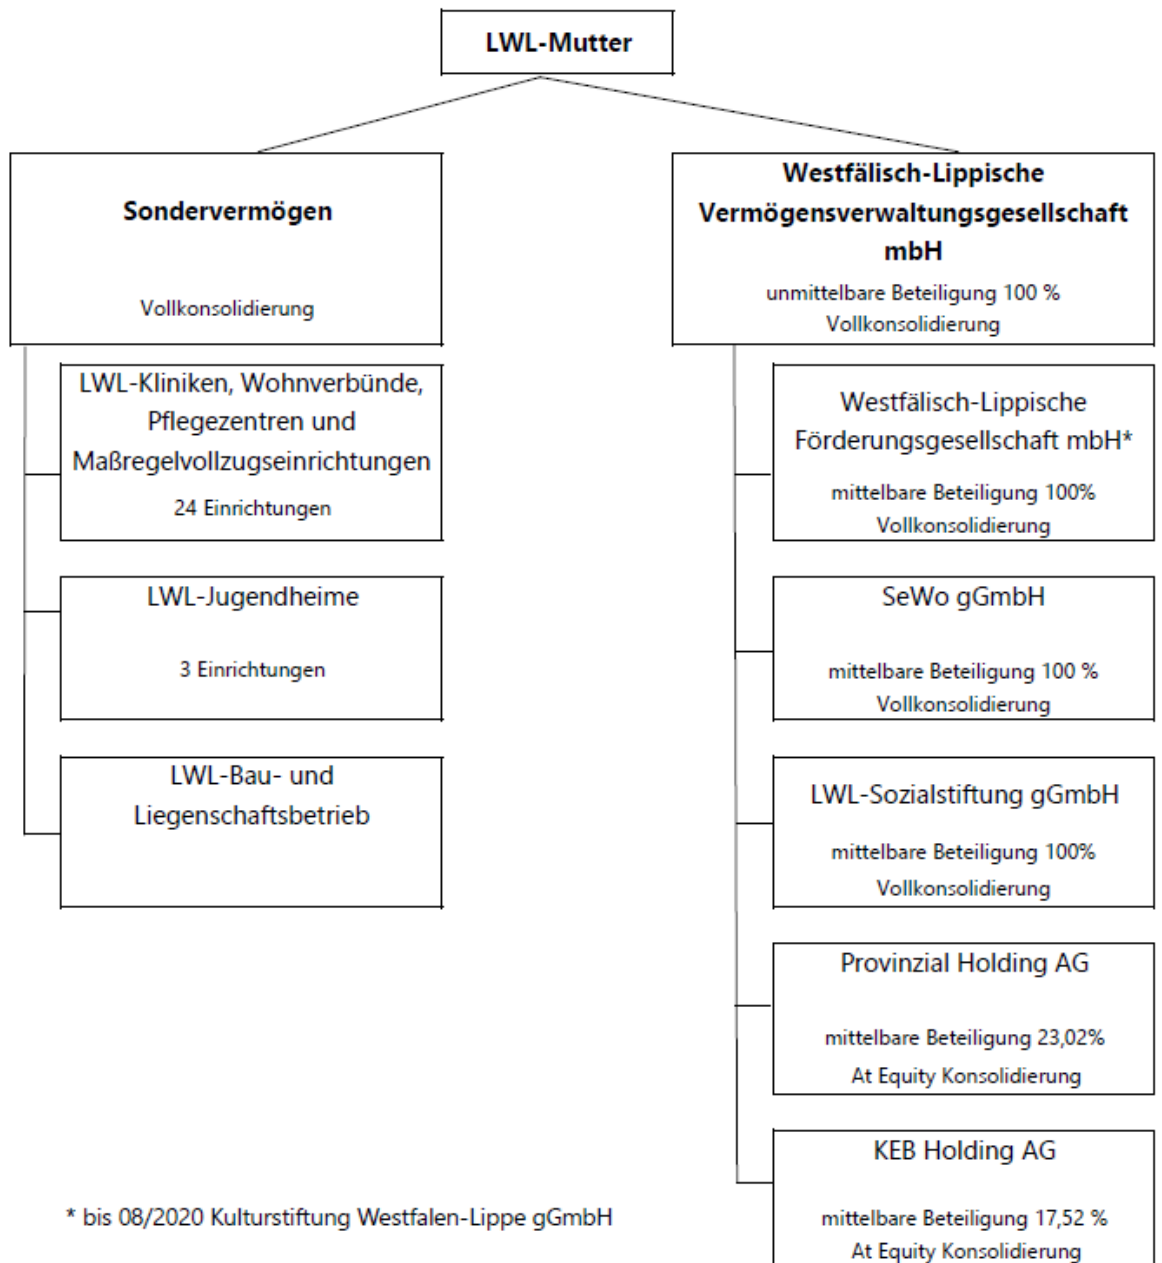 LWL-Mutter
Sondervermögen
Vollkonsolidierung
LWL-Kliniken, Wohnverbünde,
Pflegezentren und
Maßregelvollzugseinrichtungen
24 Einrichtungen
LWL-Jugendheime
3 Einrichtungen
LWL-Bau- und
Liegenschaftsbetrieb
Westfälisch-Lippische
Vermögensverwaltungsgesellschaft
mbH
unmittelbare Beteiligung 100 %
Vollkonsolidierung
Westfälisch-Lippische
Förderungsgesellschaft mbH*
mittelbare Beteiligung 100%
Vollkonsolidierung
SeWo gGmbH
mittelbare Beteiligung 100 %
Vollkonsolidierung
LWL-Sozialstiftung gGmbH
mittelbare Beteiligung 100%
Vollkonsolidierung
Provinzial Holding AG
mittelbare Beteiligung 23,02%
At Equity Konsolidierung
KEB Holding AG
mittelbare Beteiligung 17,52 %
At Equity Konsolidierung
* bis 08/2020 Kulturstiftung Westfalen-Lippe gGmbH